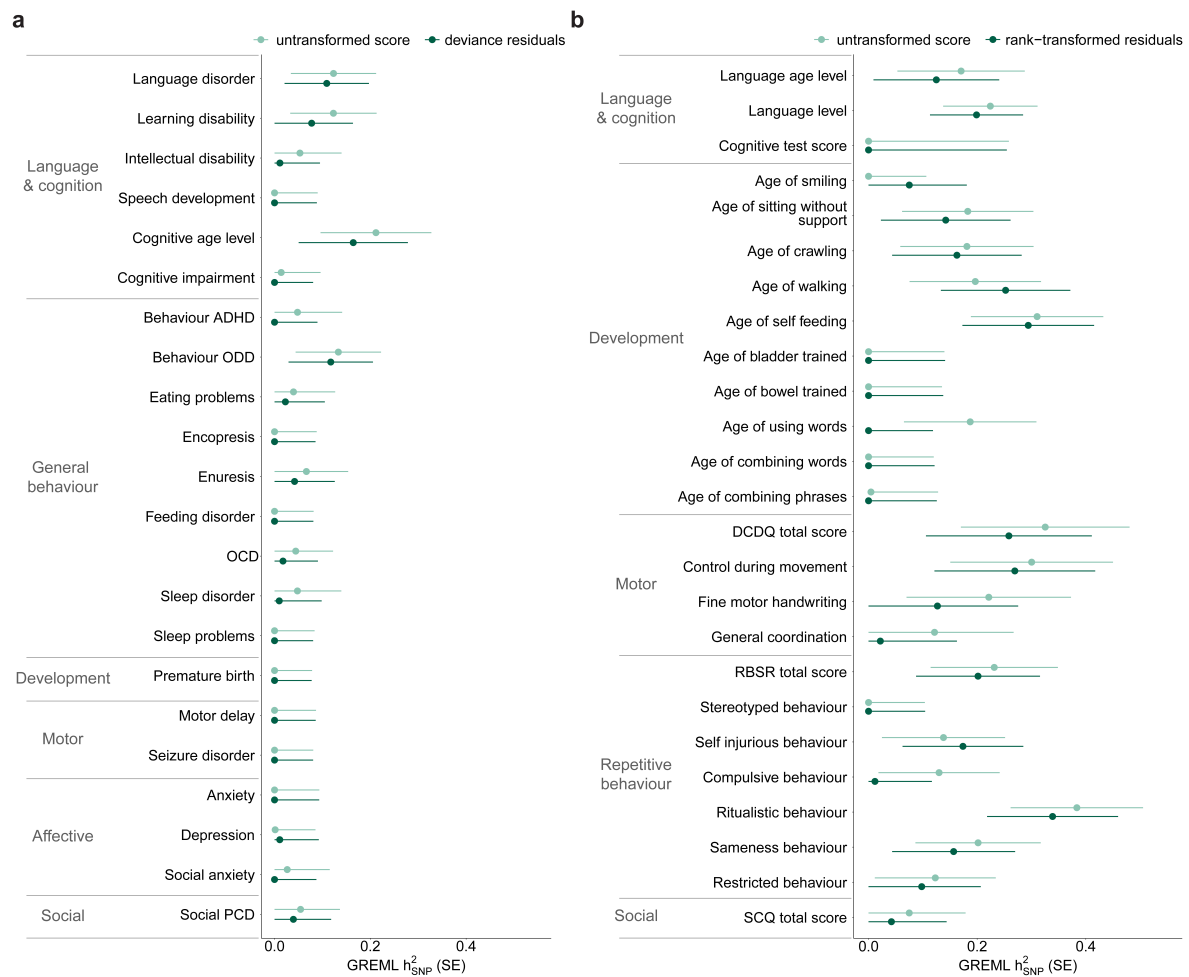 a
untransformed score
deviance residuals
Language
& cognition
Language disorder
Learning disability
Intellectual disability
Speech development
Cognitive age level
Cognitive impairment
General
behaviour
Behaviour ADHD
Behaviour ODD
Eating problems
Encopresis
Enuresis
Feeding disorder
OCD
Sleep disorder
Sleep problems
Development
Premature birth
Motor
Motor delay
Seizure disorder
Affective
Anxiety
Depression
Social anxiety
Social
Social PCD
0.0 0.2 0.4
GREML h²SNP (SE)
b
untransformed score
rank−transformed residuals
Language
& cognition
Language age level
Language level
Cognitive test score
Development
Age of smiling
Age of sitting without
support
Age of crawling
Age of walking
Age of self feeding
Age of bladder trained
Age of bowel trained
Age of using words
Age of combining words
Age of combining phrases
Motor
DCDQ total score
Control during movement
Fine motor handwriting
General coordination
Repetitive
behaviour
RBSR total score
Stereotyped behaviour
Self injurious behaviour
Compulsive behaviour
Ritualistic behaviour
Sameness behaviour
Restricted behaviour
Social
SCQ total score
0.0 0.2 0.4
GREML h²SNP (SE)